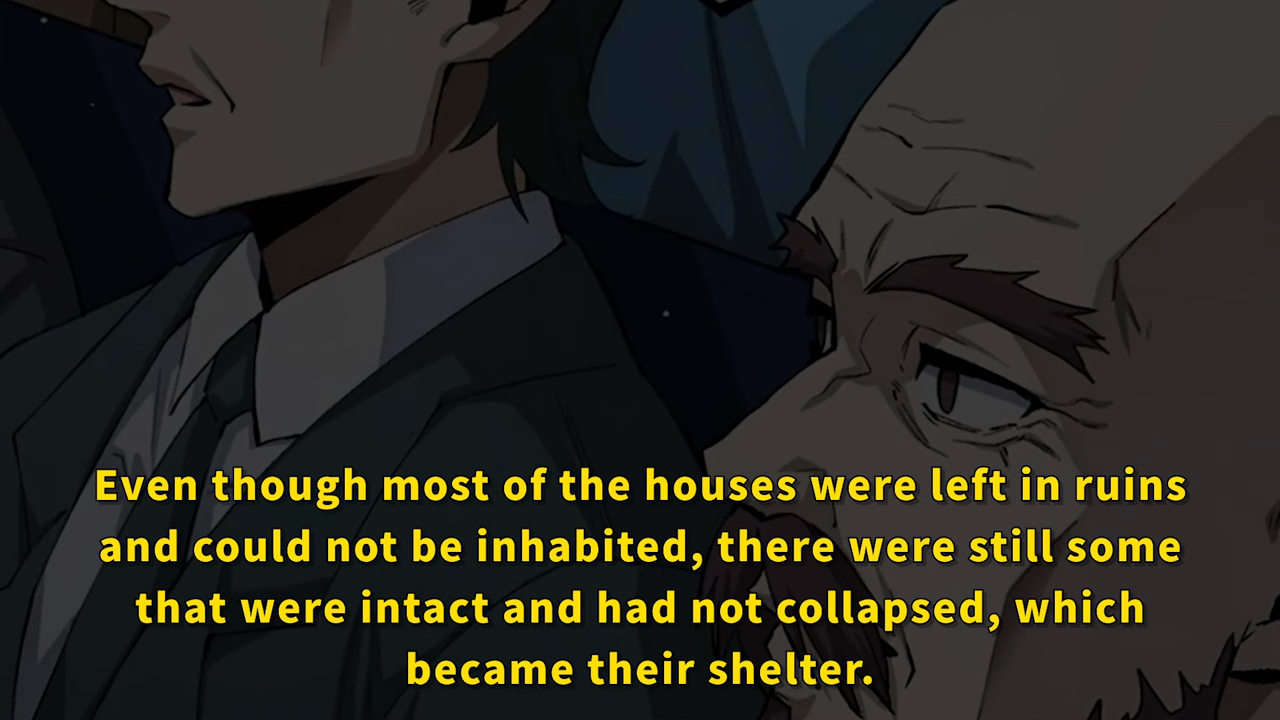 Even though most of the houses were left in ruins
and could not be inhabited, there were still some
that were intact and had not collapsed, which
became their shelter.